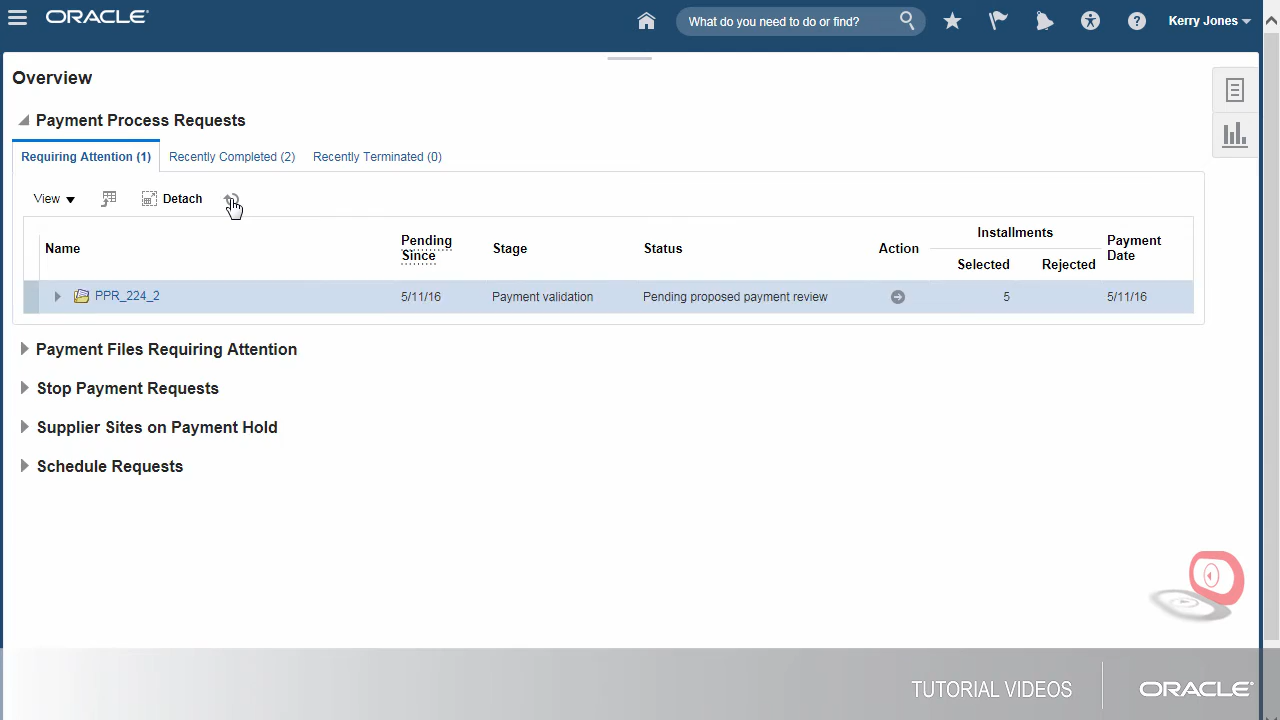 ORACLE
What do you need to do or find?
Kerry Jones
Overview
Payment Process Requests
Requiring Attention (1)
Recently Completed (2)
Recently Terminated (0)
View
Detach
Name
Pending Since
Stage
Status
Action
Installments
Selected
Rejected
Payment Date
PPR_224_2
5/11/16
Payment validation
Pending proposed payment review
5
5/11/16
Payment Files Requiring Attention
Stop Payment Requests
Supplier Sites on Payment Hold
Schedule Requests
TUTORIAL VIDEOS
ORACLE